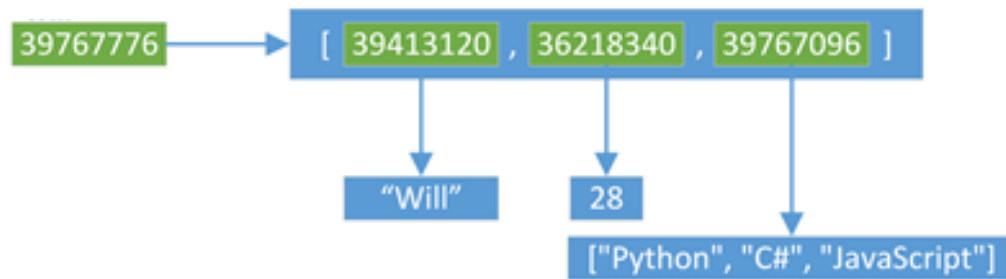 39767776 [ 39413120 , 36218340 , 39767096 ]
“Will” 28
["Python", "C#", "JavaScript"]